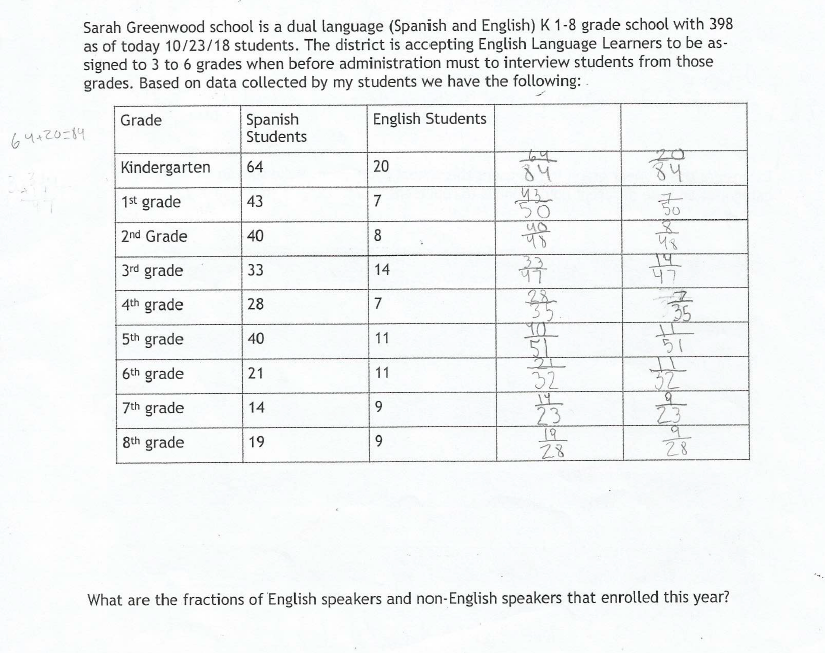 Sarah Greenwood school is a dual language (Spanish and English) K 1-8 grade school with 398
as of today 10/23/18 students. The district is accepting English Language Learners to be as-
signed to 3 to 6 grades when before administration must to interview students from those
grades. Based on data collected by my students we have the following:
64+20=84
Grade Spanish Students English Students
Kindergarten 64 20 64/84 20/84
1st grade 43 7 43/50 7/50
2nd Grade 40 8 40/48 8/48
3rd grade 33 14 33/47 14/47
4th grade 28 7 28/35 7/35
5th grade 40 11 40/51 11/51
6th grade 21 11 21/32 11/32
7th grade 14 9 14/23 9/23
8th grade 19 9 19/28 9/28
What are the fractions of English speakers and non-English speakers that enrolled this year?